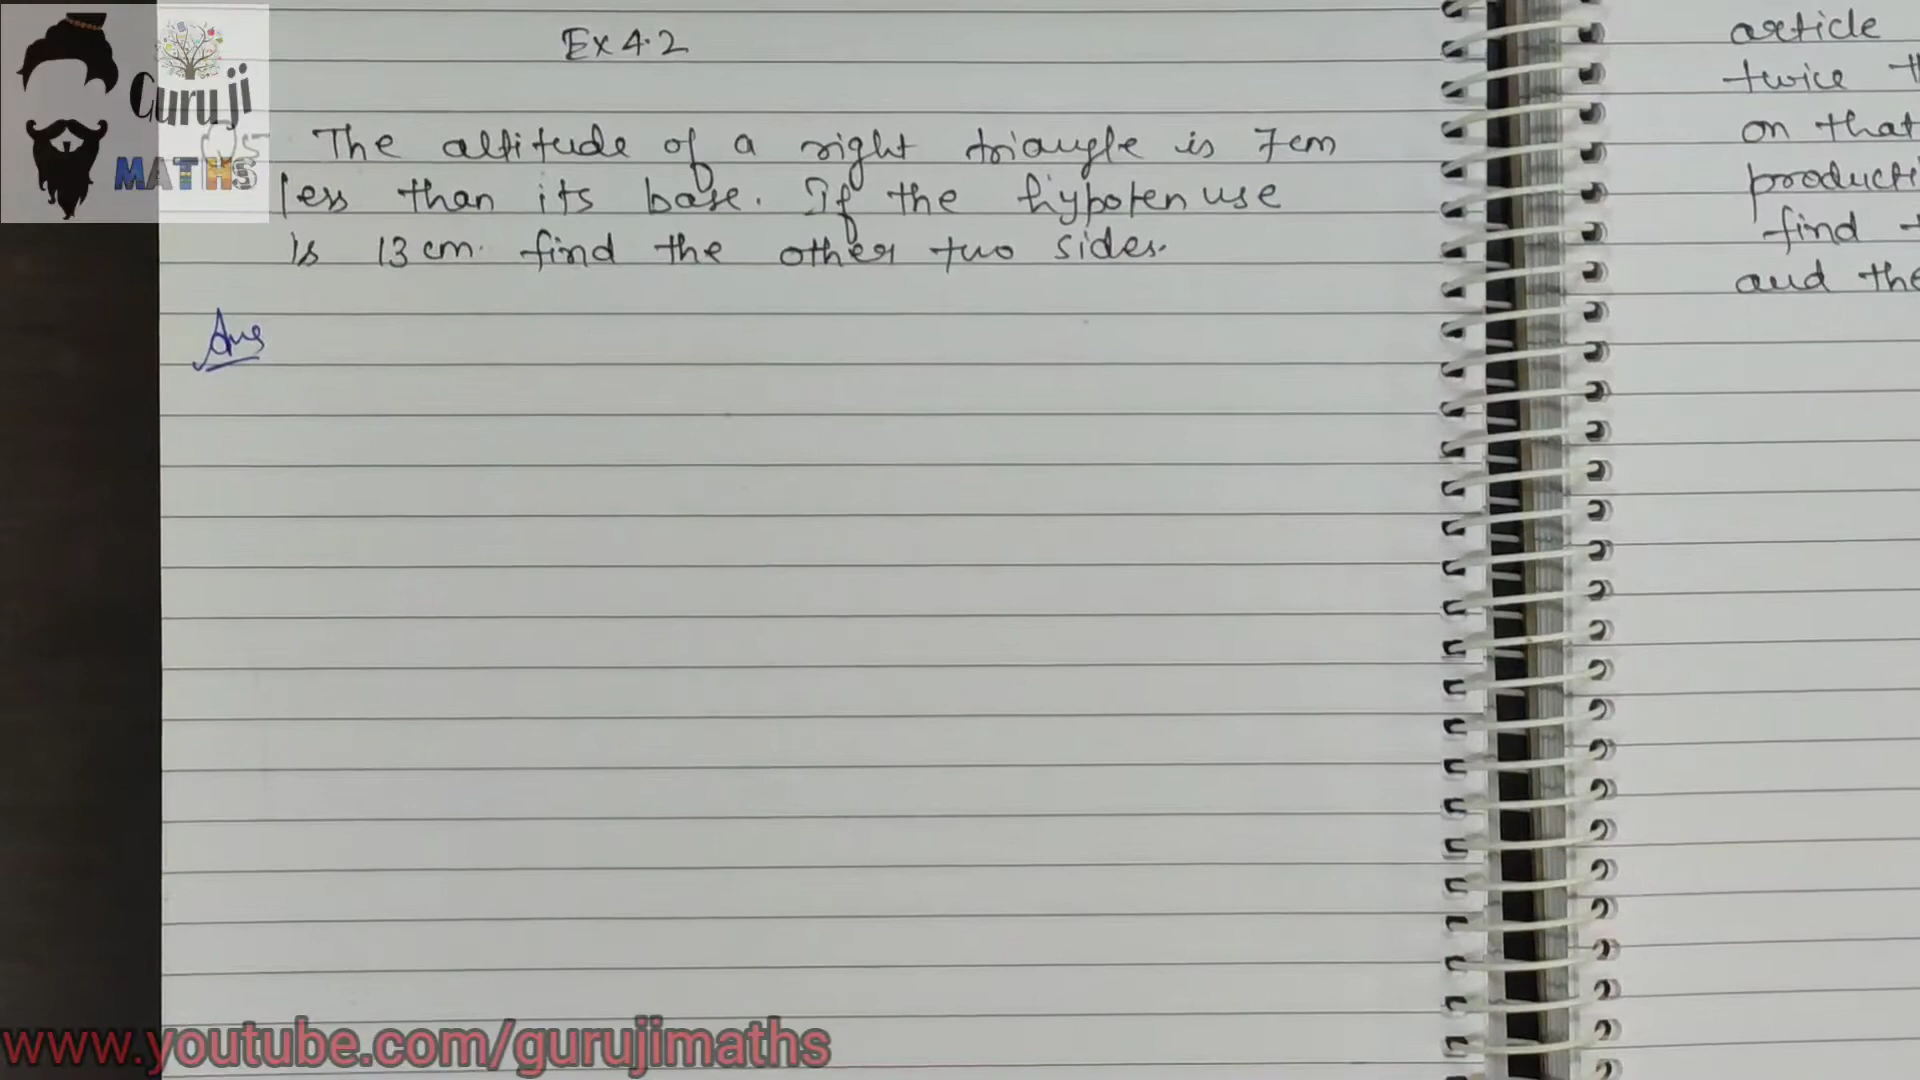 Ex 4.2
Guruji
MATHS
The altitude of a right triangle is 7cm
less than its base. If the hypotenuse
is 13 cm. find the other two sides.
Ans
article
twice
on that
find
and the
www.youtube.com/gurujimaths